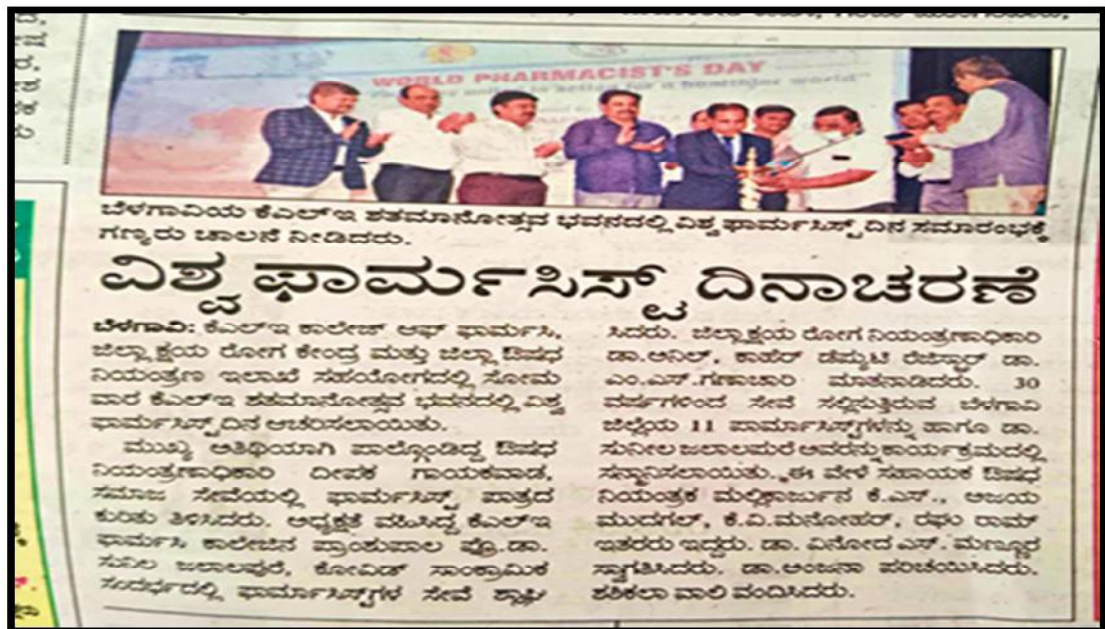 WORLD PHARMACIST'S DAY
ಬೆಳಗಾವಿಯ ಕೆಎಲ್ಇ ಶತಮಾನೋತ್ಸವ ಭವನದಲ್ಲಿ ವಿಶ್ವ ಫಾರ್ಮಾಸಿಸ್ಟ್ ದಿನ ಸಮಾರಂಭಕ್ಕೆ
ಗಣ್ಯರು ಚಾಲನೆ ನೀಡಿದರು.
ವಿಶ್ವ ಫಾರ್ಮಾಸಿಸ್ಟ್ ದಿನಾಚರಣೆ
ಬೆಳಗಾವಿ: ಕೆಎಲ್ಇ ಕಾಲೇಜ್ ಆಫ್ ಫಾರ್ಮಸಿ,
ಜಿಲ್ಲಾ ಕ್ಷಯ ರೋಗ ಕೇಂದ್ರ ಮತ್ತು ಜಿಲ್ಲಾ ಔಷಧ
ನಿಯಂತ್ರಣ ಇಲಾಖೆ ಸಹಯೋಗದಲ್ಲಿ ಸೋಮ
ವಾರ ಕೆಎಲ್ಇ ಶತಮಾನೋತ್ಸವ ಭವನದಲ್ಲಿ ವಿಶ್ವ
ಫಾರ್ಮಾಸಿಸ್ಟ್ ದಿನ ಆಚರಿಸಲಾಯಿತು.
ಮುಖ್ಯ ಅತಿಥಿಯಾಗಿ ಪಾಲ್ಗೊಂಡಿದ್ದ ಔಷಧ
ನಿಯಂತ್ರಣಾಧಿಕಾರಿ ದೀಪಕ ಗಾಯಕವಾಡ,
ಸಮಾಜ ಸೇವೆಯಲ್ಲಿ ಫಾರ್ಮಸಿಸ್ಟ್ ಪಾತ್ರದ
ಕುರಿತು ತಿಳಿಸಿದರು. ಅಧ್ಯಕ್ಷತೆ ವಹಿಸಿದ್ದ ಕೆಎಲ್ಇ
ಫಾರ್ಮಸಿ ಕಾಲೇಜಿನ ಪ್ರಾಂಶುಪಾಲ ಪ್ರೊ.ಡಾ.
ಸುನಿಲ ಜಲಾಲಪುರೆ, ಕೋವಿಡ್ ಸಾಂಕ್ರಾಮಿಕ
ಸಂದರ್ಭದಲ್ಲಿ ಫಾರ್ಮಾಸಿಸ್ಟ್‌ಗಳ ಸೇವೆ ಶ್ಲಾಘಿ
ಸಿದರು. ಜಿಲ್ಲಾ ಕ್ಷಯ ರೋಗ ನಿಯಂತ್ರಣಾಧಿಕಾರಿ
ಡಾ.ಅನಿಲ್, ಕಾಹೆರ್ ಡೆಪ್ಯುಟಿ ರೆಜಿಸ್ಟ್ರಾರ್ ಡಾ.
ಎಂ.ಎಸ್.ಗಣಾಚಾರಿ ಮಾತನಾಡಿದರು. 30
ವರ್ಷಗಳಿಂದ ಸೇವೆ ಸಲ್ಲಿಸುತ್ತಿರುವ ಬೆಳಗಾವಿ
ಜಿಲ್ಲೆಯ 11 ಪಾರ್ಮಾಸಿಸ್ಟ್‌ಗಳನ್ನು ಹಾಗೂ ಡಾ.
ಸುನೀಲ ಜಲಾಲಪುರೆ ಅವರನ್ನು ಕಾರ್ಯಕ್ರಮದಲ್ಲಿ
ಸನ್ಮಾನಿಸಲಾಯಿತು. ಈ ವೇಳೆ ಸಹಾಯಕ ಔಷಧ
ನಿಯಂತ್ರಕ ಮಲ್ಲಿಕಾರ್ಜುನ ಕೆ.ಎಸ್., ಅಜಯ
ಮುದಗಲ್, ಕೆ.ವಿ.ಮನೋಹರ್, ರಘು ರಾಮ್
ಇತರರು ಇದ್ದರು. ಡಾ. ವಿನೋದ ಎಸ್. ಮಣ್ಣೂರ
ಸ್ವಾಗತಿಸಿದರು. ಡಾ.ಅಂಜನಾ ಪರಿಚಯಿಸಿದರು.
ಶಶಿಕಲಾ ವಾಲಿ ವಂದಿಸಿದರು.